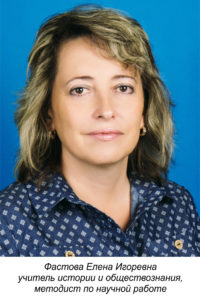 Фастова Елена Игоревна
учитель истории и обществознания,
методист по научной работе